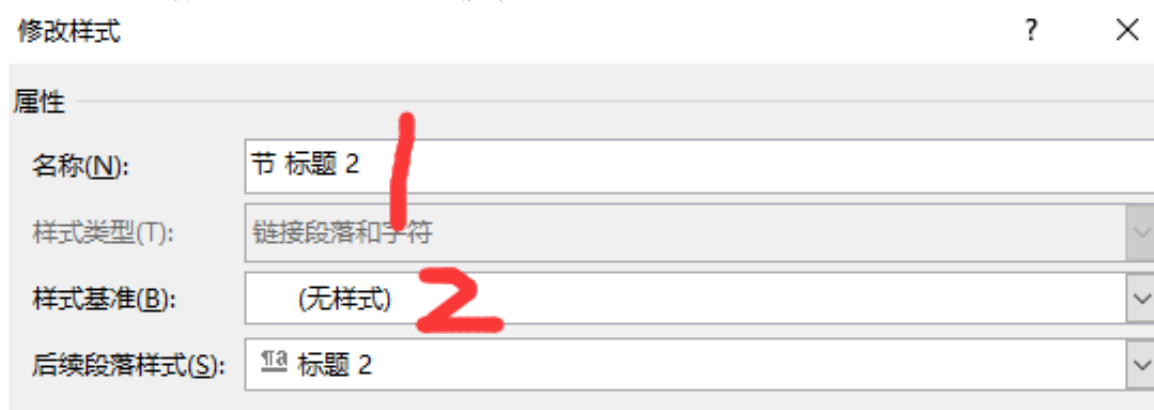 修改样式 ?
属性
名称(N): 节 标题 2
样式类型(T): 链接段落和字符
样式基准(B): (无样式)
后续段落样式(S): ¶a 标题 2
1
2